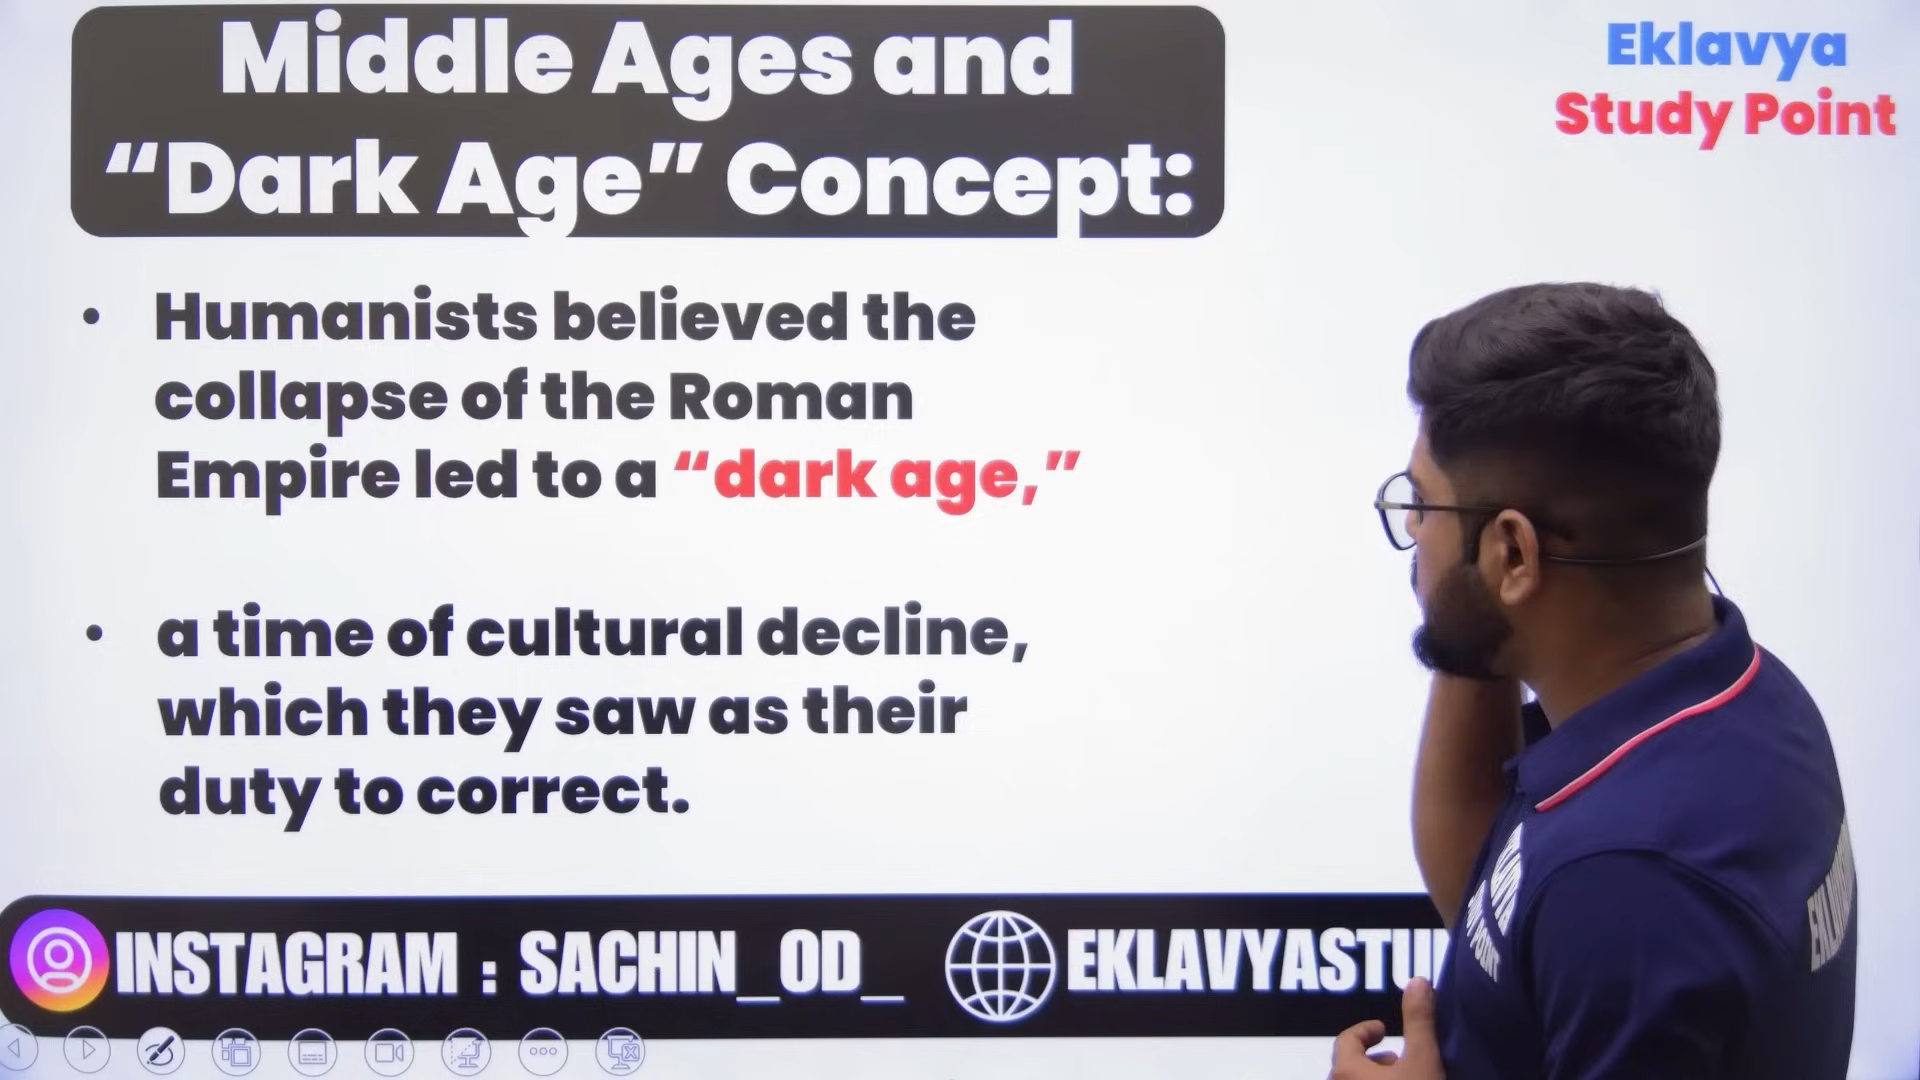 Middle Ages and
“Dark Age” Concept:
Eklavya
Study Point
• Humanists believed the
collapse of the Roman
Empire led to a “dark age,”
• a time of cultural decline,
which they saw as their
duty to correct.
INSTAGRAM : SACHIN_OD_
EKLAVYASTU